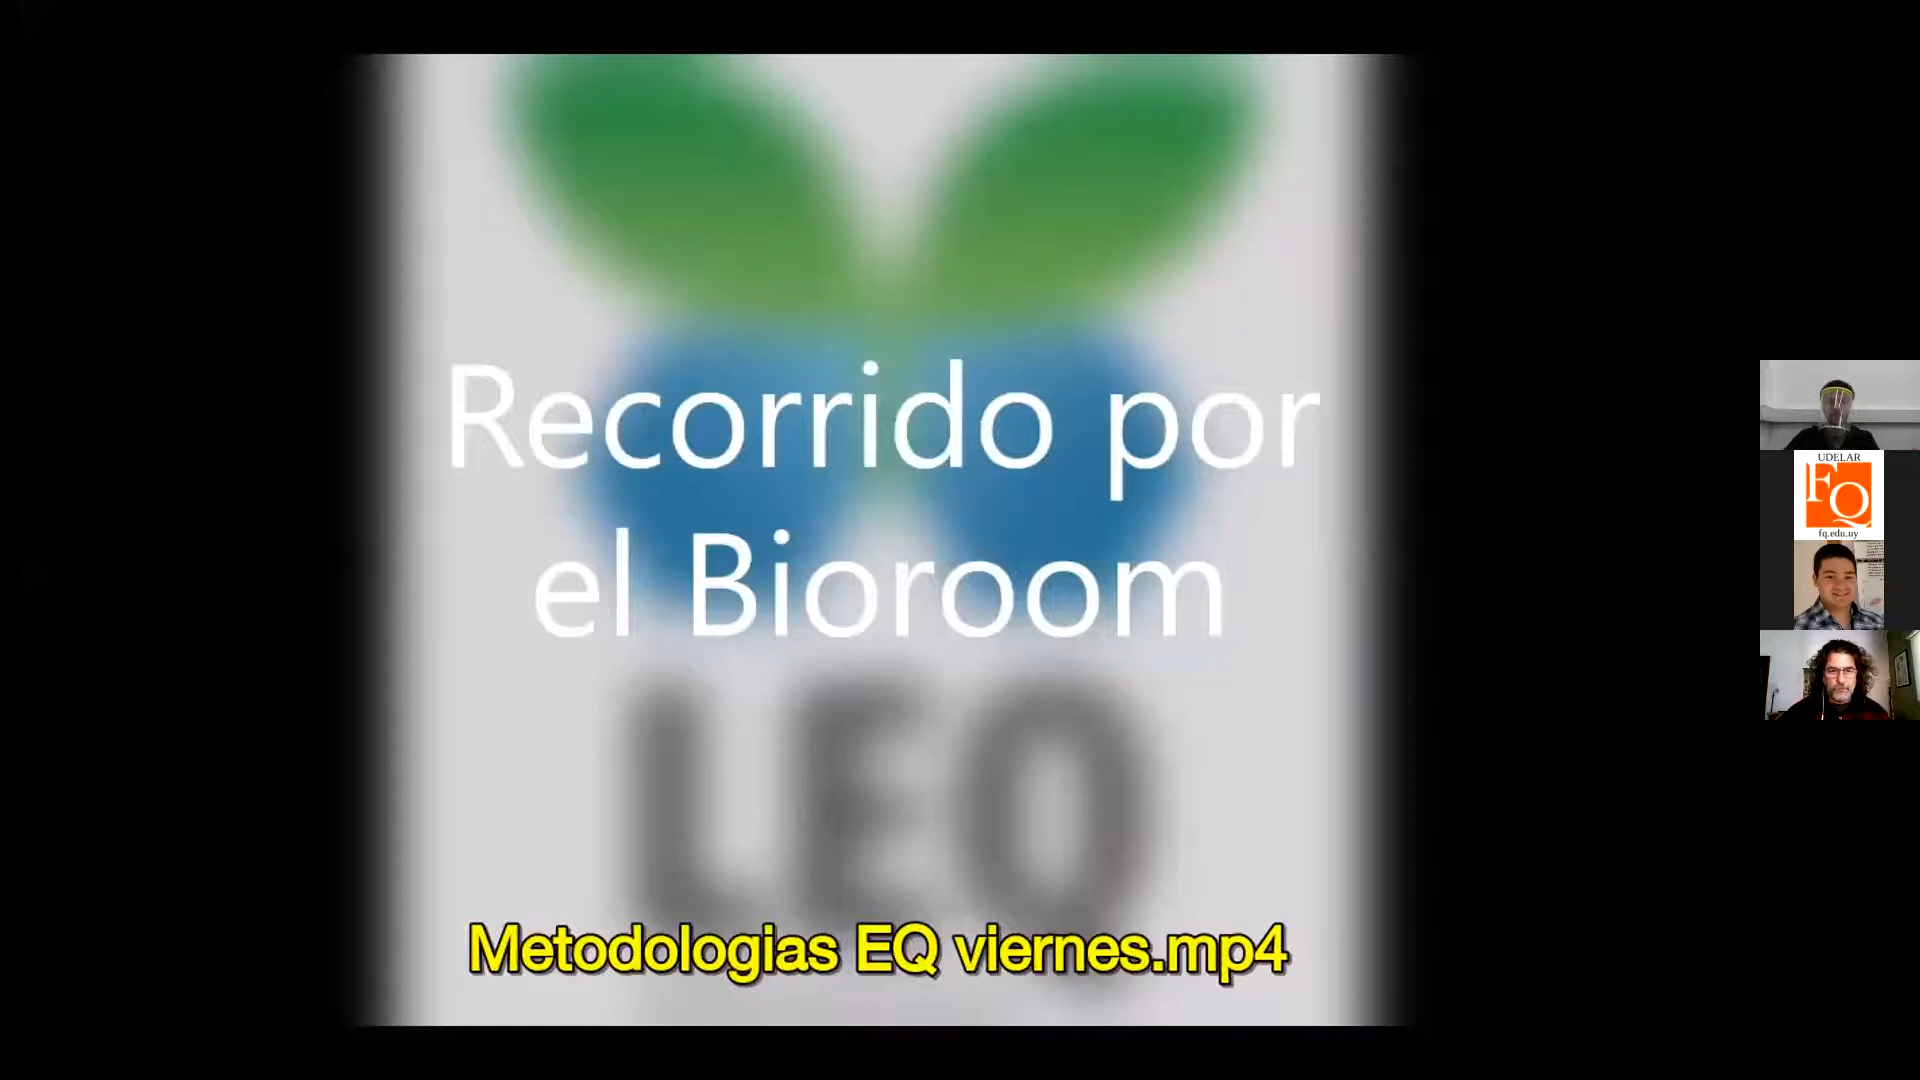 Recorrido por
el Bioroom
LEQ
Metodologias EQ viernes.mp4
UDELAR
FQ
fq.edu.uy